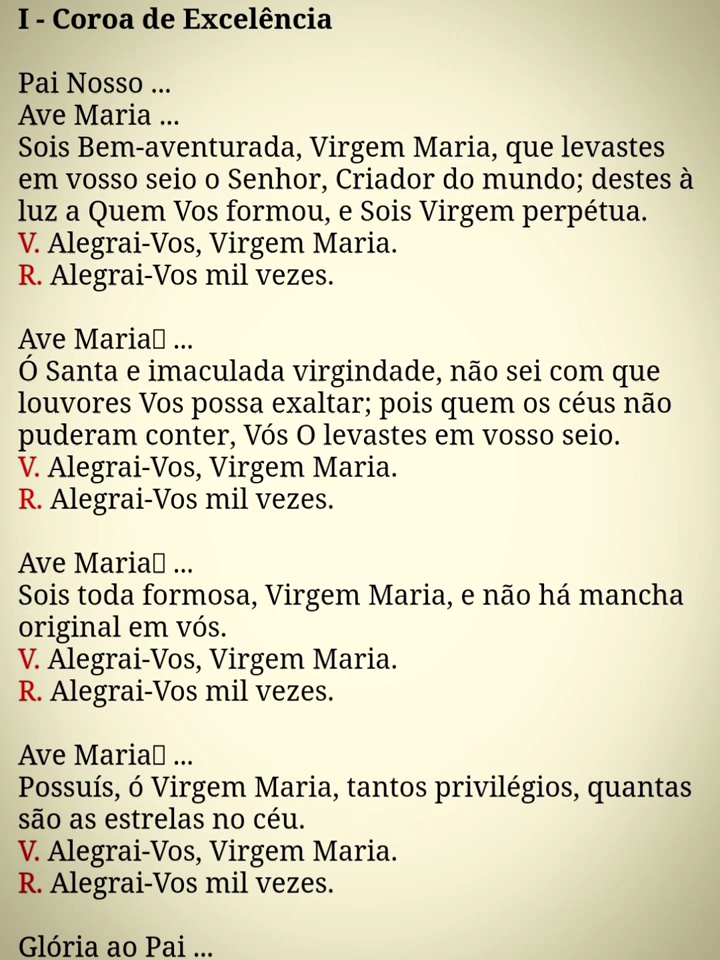 I - Coroa de Excelência
Pai Nosso ...
Ave Maria ...
Sois Bem-aventurada, Virgem Maria, que levastes
em vosso seio o Senhor, Criador do mundo; destes à
luz a Quem Vos formou, e Sois Virgem perpétua.
V. Alegrai-Vos, Virgem Maria.
R. Alegrai-Vos mil vezes.
Ave Maria ...
Ó Santa e imaculada virgindade, não sei com que
louvores Vos possa exaltar; pois quem os céus não
puderam conter, Vós O levastes em vosso seio.
V. Alegrai-Vos, Virgem Maria.
R. Alegrai-Vos mil vezes.
Ave Maria ...
Sois toda formosa, Virgem Maria, e não há mancha
original em vós.
V. Alegrai-Vos, Virgem Maria.
R. Alegrai-Vos mil vezes.
Ave Maria ...
Possuís, ó Virgem Maria, tantos privilégios, quantas
são as estrelas no céu.
V. Alegrai-Vos, Virgem Maria.
R. Alegrai-Vos mil vezes.
Glória ao Pai ...